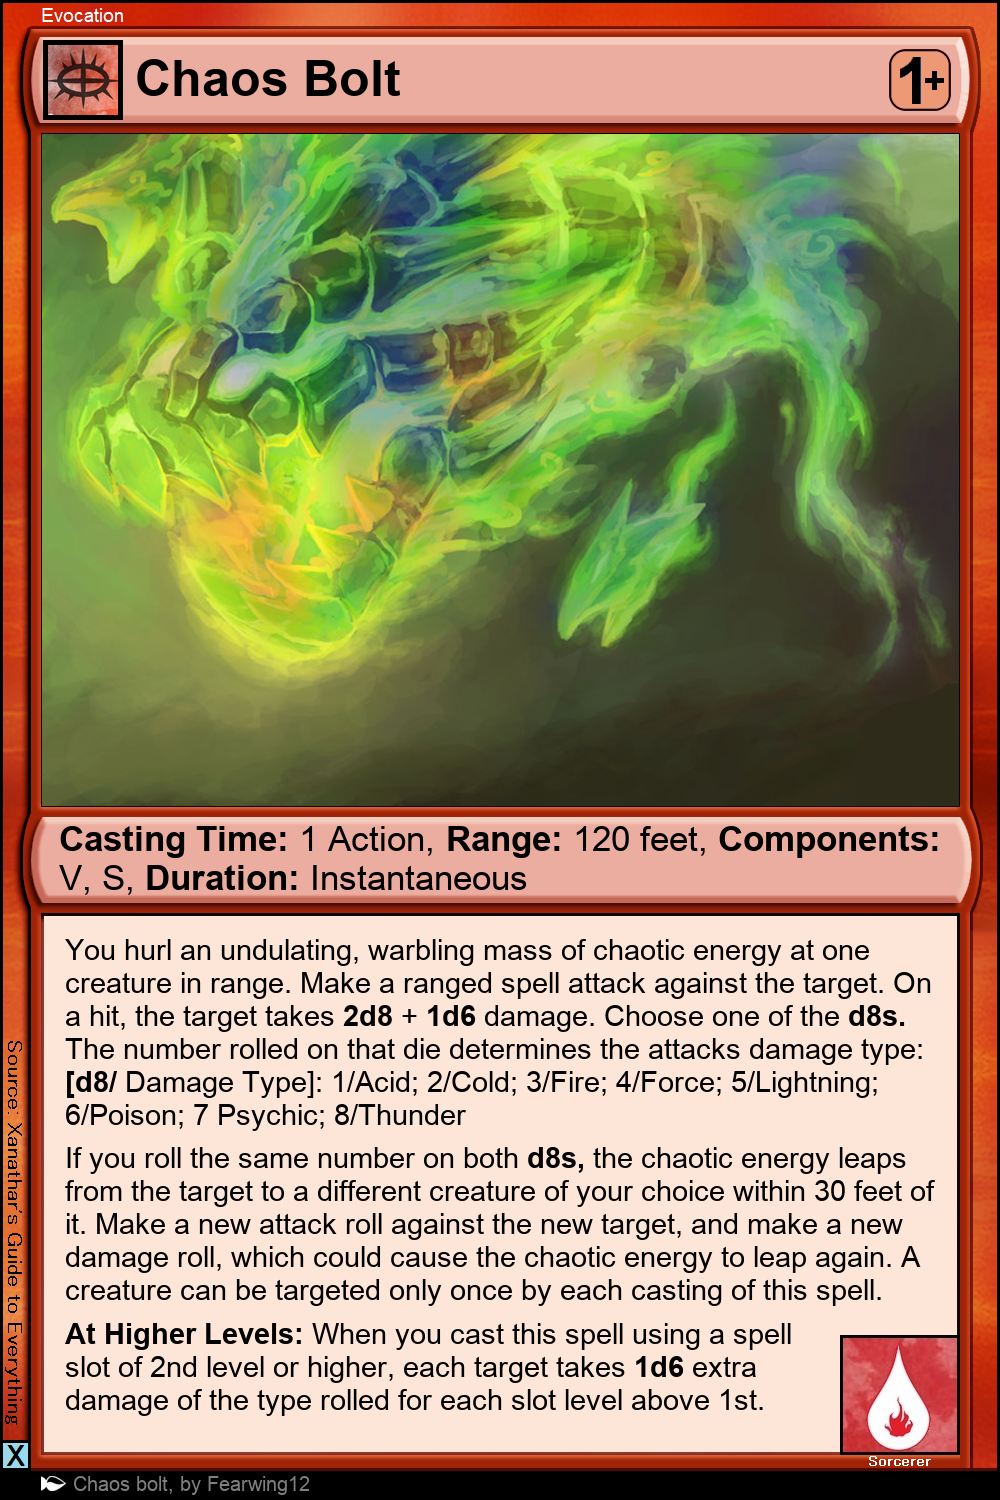 Evocation
Chaos Bolt
1+
Casting Time: 1 Action, Range: 120 feet, Components:
V, S, Duration: Instantaneous
You hurl an undulating, warbling mass of chaotic energy at one
creature in range. Make a ranged spell attack against the target. On
a hit, the target takes 2d8 + 1d6 damage. Choose one of the d8s.
The number rolled on that die determines the attacks damage type:
[d8/ Damage Type]: 1/Acid; 2/Cold; 3/Fire; 4/Force; 5/Lightning;
6/Poison; 7 Psychic; 8/Thunder
If you roll the same number on both d8s, the chaotic energy leaps
from the target to a different creature of your choice within 30 feet of
it. Make a new attack roll against the new target, and make a new
damage roll, which could cause the chaotic energy to leap again. A
creature can be targeted only once by each casting of this spell.
At Higher Levels: When you cast this spell using a spell
slot of 2nd level or higher, each target takes 1d6 extra
damage of the type rolled for each slot level above 1st.
Sorcerer
Source: Xanathar's Guide to Everything
X
Chaos bolt, by Fearwing12